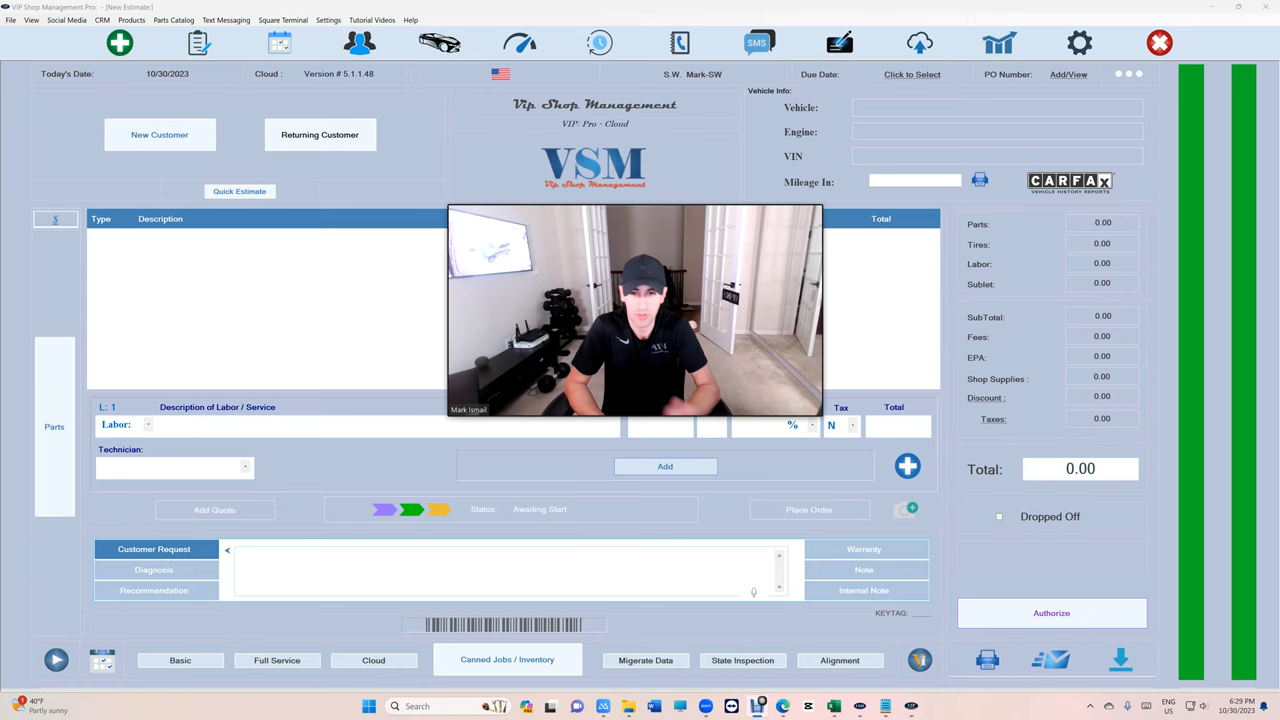 VIP Shop Management Pro: - [New Estimate:]
File View Social Media CRM Products Parts Catalog Text Messaging Square Terminal Settings Tutorial Videos Help
SMS
Today's Date: 10/30/2023 Cloud : Version # 5.1.1.48 S.W. Mark-SW Due Date: Click to Select PO Number: Add/View
New Customer Returning Customer
Quick Estimate
Vip Shop Management
VIP: Pro - Cloud
VSM
Vip Shop Management
Vehicle Info:
Vehicle:
Engine:
VIN
Mileage In:
CARFAX
VEHICLE HISTORY REPORTS
$ Type Description Total
Mark Ismail
Parts
L: 1 Description of Labor / Service Tax Total
Labor: % N
Technician:
Add
Add Quote Status: Awaiting Start Place Order
Customer Request Warranty
Diagnosis Note
Recommendation Internal Note
KEYTAG:
Parts: 0.00
Tires: 0.00
Labor: 0.00
Sublet: 0.00
SubTotal: 0.00
Fees: 0.00
EPA: 0.00
Shop Supplies : 0.00
Discount : 0.00
Taxes: 0.00
Total: 0.00
Dropped Off
Authorize
Basic Full Service Cloud Canned Jobs / Inventory Migerate Data State Inspection Alignment
1 40°F
Partly sunny
Search
ENG
US
6:29 PM
10/30/2023